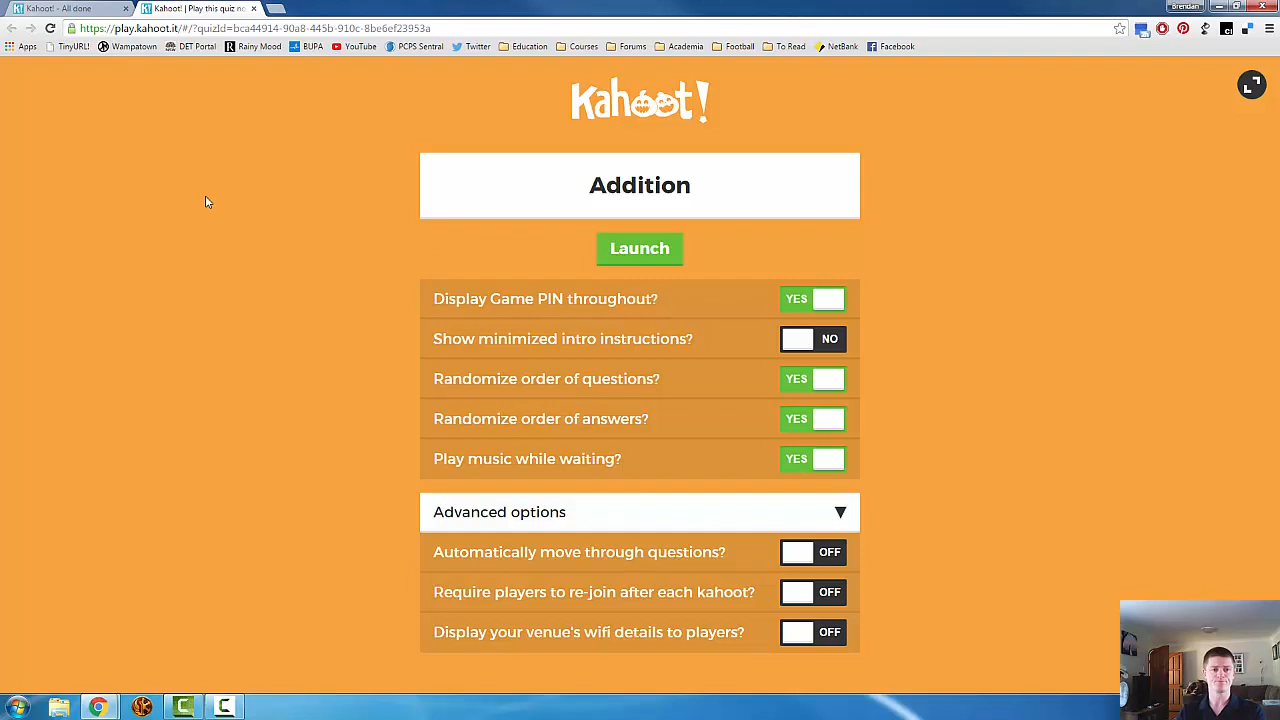 Kahoot! - All done
Kahoot! | Play this quiz no
Brendan
https://play.kahoot.it/#/?quizId=bca44914-90a8-445b-910c-8be6ef23953a
Apps TinyURL! Wampatown DET Portal Rainy Mood BUPA YouTube PCPS Sentral Twitter Education Courses Forums Academia Football To Read NetBank Facebook
Kahoot!
Addition
Launch
Display Game PIN throughout? YES
Show minimized intro instructions? NO
Randomize order of questions? YES
Randomize order of answers? YES
Play music while waiting? YES
Advanced options
Automatically move through questions? OFF
Require players to re-join after each kahoot? OFF
Display your venue's wifi details to players? OFF